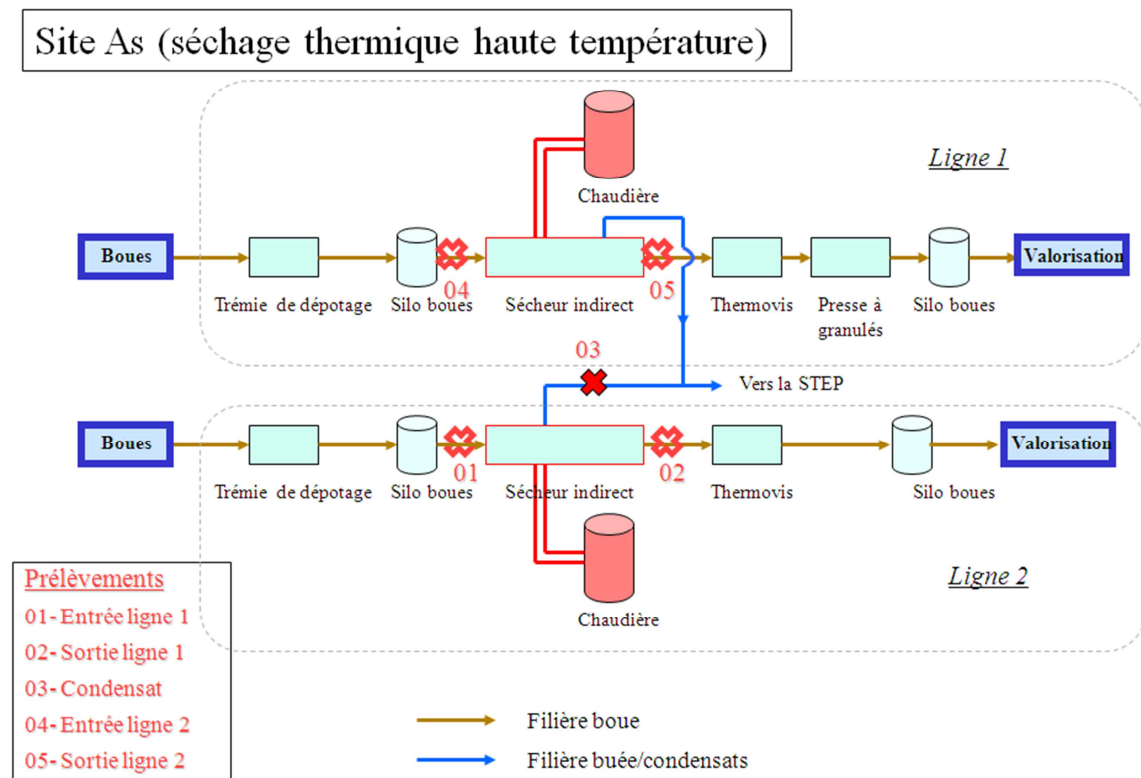 Site As (séchage thermique haute température)
Ligne 1
Chaudière
Boues
Valorisation
04
05
Trémie de dépotage
Silo boues
Sécheur indirect
Thermovis
Presse à
granulés
Silo boues
03
Vers la STEP
Boues
Valorisation
01
02
Trémie de dépotage
Silo boues
Sécheur indirect
Thermovis
Silo boues
Ligne 2
Chaudière
Prélèvements
01- Entrée ligne 1
02- Sortie ligne 1
03- Condensat
04- Entrée ligne 2
05- Sortie ligne 2
Filière boue
Filière buée/condensats